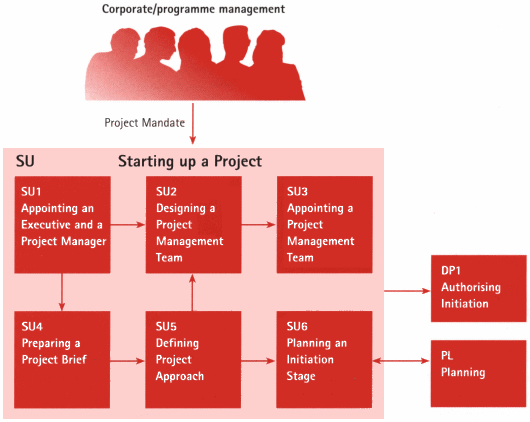 Corporate/programme management
Project Mandate
SU
Starting up a Project
SU1
Appointing an
Executive and a
Project Manager
SU2
Designing a
Project
Management
Team
SU3
Appointing a
Project
Management
Team
SU4
Preparing a
Project Brief
SU5
Defining
Project
Approach
SU6
Planning an
Initiation
Stage
DP1
Authorising
Initiation
PL
Planning